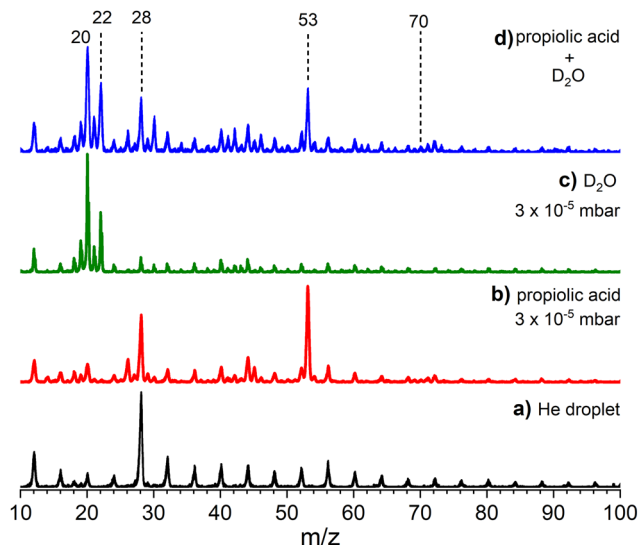 20 22 28 53 70
d) propiolic acid
+
D₂O
c) D₂O
3 x 10⁻⁵ mbar
b) propiolic acid
3 x 10⁻⁵ mbar
a) He droplet
10 20 30 40 50 60 70 80 90 100
m/z